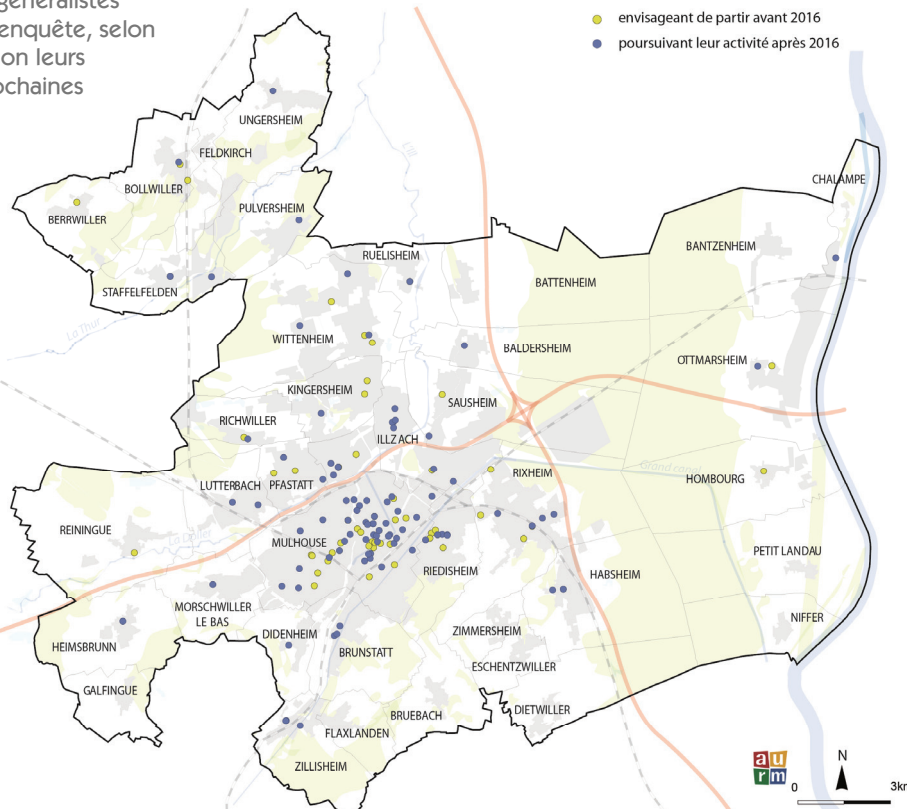 généralistes
enquête, selon
on leurs
ochaines
envisageant de partir avant 2016
poursuivant leur activité après 2016
UNGERSHEIM
FELDKIRCH
CHALAMPE
BOLLWILLER
BERRWILLER
PULVERSHEIM
BANTZENHEIM
RUELISHEIM
BATTENHEIM
STAFFELFELDEN
La Thur
WITTENHEIM
BALDERSHEIM
OTTMARSHEIM
KINGERSHEIM
SAUSHEIM
RICHWILLER
ILLZACH
Grand canal
RIXHEIM
HOMBOURG
LUTTERBACH
PFASTATT
REININGUE
MULHOUSE
PETIT LANDAU
RIEDISHEIM
HABSHEIM
MORSCHWILLER
LE BAS
NIFFER
DIDENHEIM
ZIMMERSHEIM
HEIMSBRUNN
BRUNSTATT
ESCHENTZWILLER
GALFINGUE
BRUEBACH
DIETWILLER
FLAXLANDEN
ZILLISHEIM
au
rm
N
0 3km